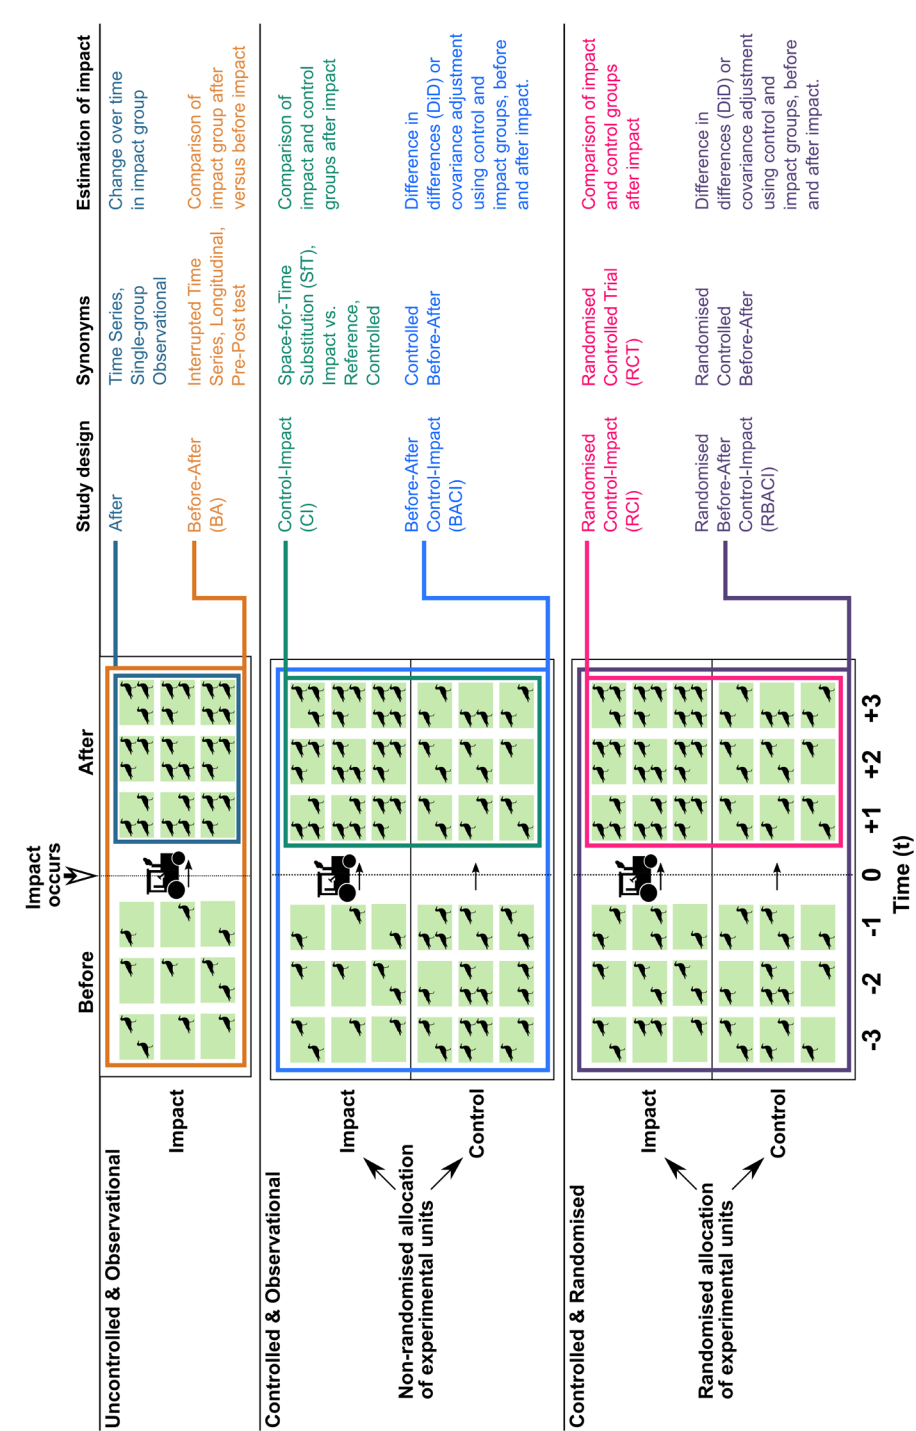 Impact
occurs
Before
After
Study design
Synonyms
Estimation of impact
Uncontrolled & Observational
Impact
After
Time Series,
Single-group
Observational
Change over time
in impact group
Before-After
(BA)
Interrupted Time
Series, Longitudinal,
Pre-Post test
Comparison of
impact group after
versus before impact
Controlled & Observational
Non-randomised allocation
of experimental units
Impact
Control
Control-Impact
(CI)
Space-for-Time
Substitution (SfT),
Impact vs.
Reference,
Controlled
Comparison of
impact and control
groups after impact
Before-After
Control-Impact
(BACI)
Controlled
Before-After
Difference in
differences (DiD) or
covariance adjustment
using control and
impact groups, before
and after impact.
Controlled & Randomised
Randomised allocation
of experimental units
Impact
Control
Randomised
Control-Impact
(RCI)
Randomised
Controlled Trial
(RCT)
Comparison of impact
and control groups
after impact
Randomised
Before-After
Control-Impact
(RBACI)
Randomised
Controlled
Before-After
Difference in
differences (DiD) or
covariance adjustment
using control and
impact groups, before
and after impact.
-3 -2 -1 0 +1 +2 +3
Time (t)